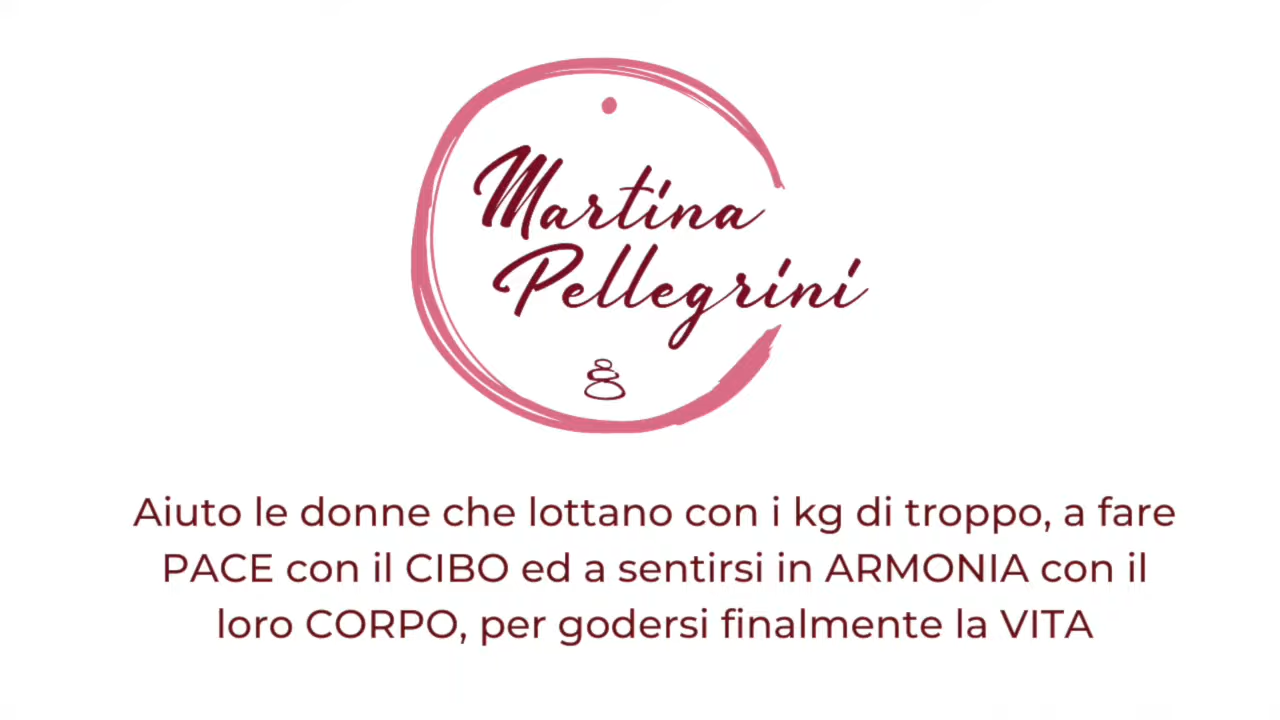 Martina
Pellegrini
Aiuto le donne che lottano con i kg di troppo, a fare
PACE con il CIBO ed a sentirsi in ARMONIA con il
loro CORPO, per godersi finalmente la VITA